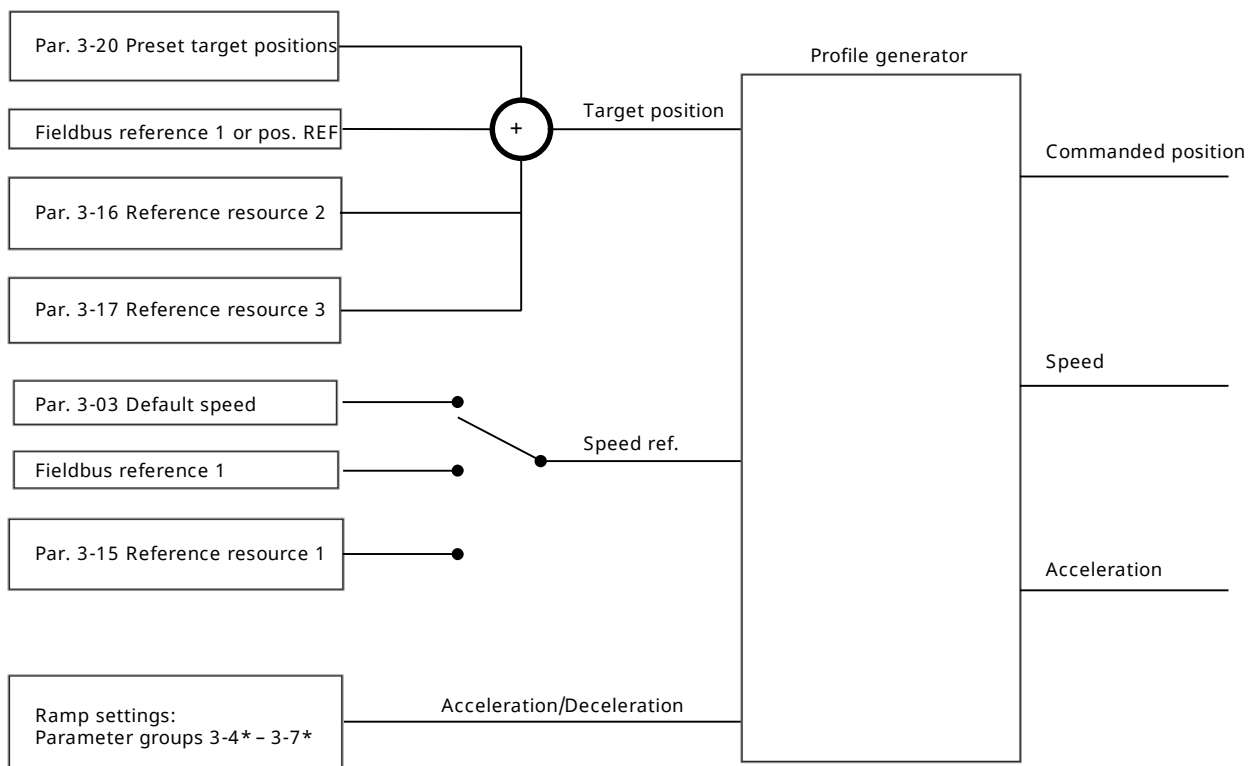 Par. 3-20 Preset target positions
Fieldbus reference 1 or pos. REF
Par. 3-16 Reference resource 2
Par. 3-17 Reference resource 3
Par. 3-03 Default speed
Fieldbus reference 1
Par. 3-15 Reference resource 1
Ramp settings:
Parameter groups 3-4* – 3-7*
+
Target position
Speed ref.
Acceleration/Deceleration
Profile generator
Commanded position
Speed
Acceleration